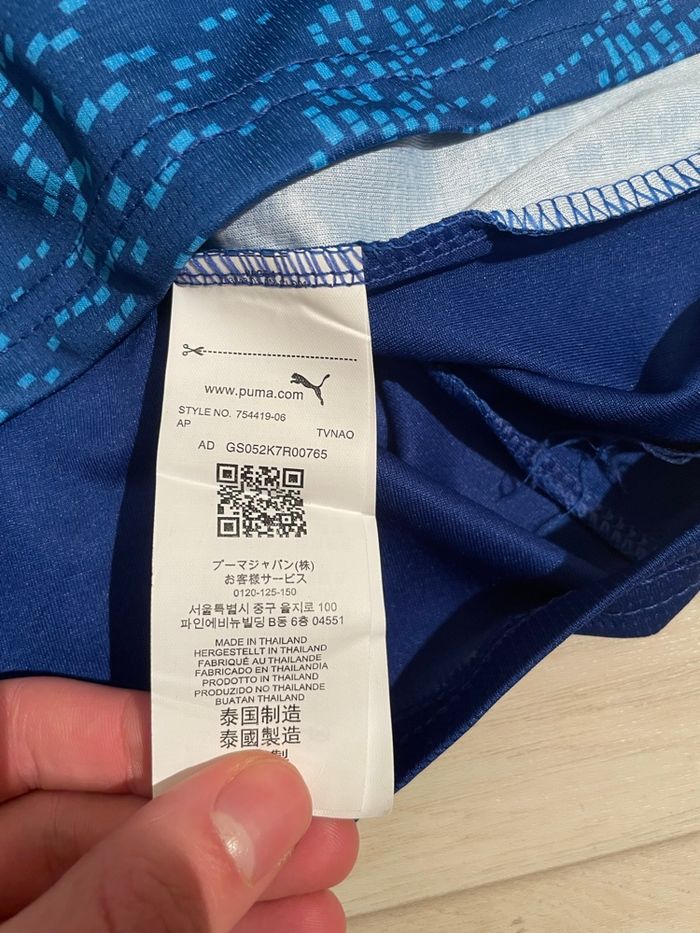 www.puma.com
STYLE NO. 754419-06
AP TVNAO
AD GS052K7R00765
プーマジャパン(株)
お客様サービス
0120-125-150
서울특별시 중구 을지로 100
파인에비뉴빌딩 B동 6층 04551
MADE IN THAILAND
HERGESTELLT IN THAILAND
FABRIQUÉ AU THAILANDE
FABRICADO EN THAILANDIA
PRODOTTO IN THAILANDIA
PRODUZIDO NO THAILANDE
BUATAN THAILAND
泰国制造
泰國製造